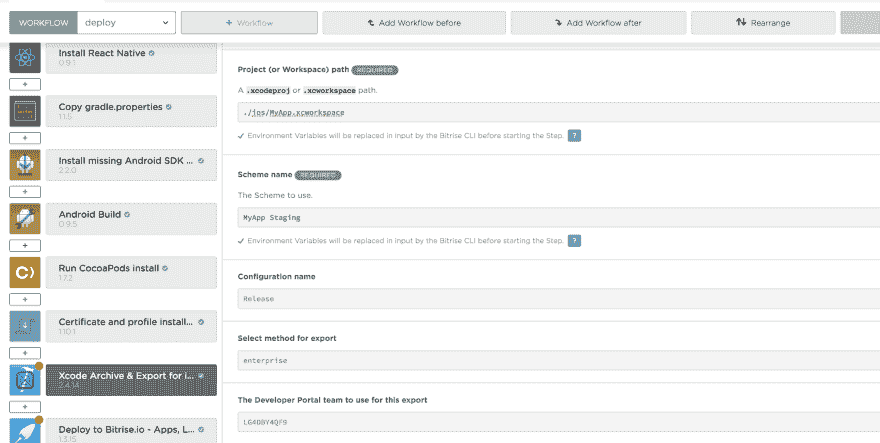 WORKFLOW
deploy
+ Workflow
Add Workflow before
Add Workflow after
Rearrange
Install React Native
0.9.1
+
Copy gradle.properties
1.1.5
+
Install missing Android SDK ...
2.2.0
+
Android Build
0.9.5
+
Run CocoaPods install
1.7.2
+
Certificate and profile install...
1.10.1
+
Xcode Archive & Export for i...
2.4.14
+
Deploy to Bitrise.io - Apps, L...
1.3.15
Project (or Workspace) path REQUIRED
A .xcodeproj or .xcworkspace path.
./ios/MyApp.xcworkspace
Environment Variables will be replaced in input by the Bitrise CLI before starting the Step. ?
Scheme name REQUIRED
The Scheme to use.
MyApp Staging
Environment Variables will be replaced in input by the Bitrise CLI before starting the Step. ?
Configuration name
Release
Select method for export
enterprise
The Developer Portal team to use for this export
LG4DBY4QF9